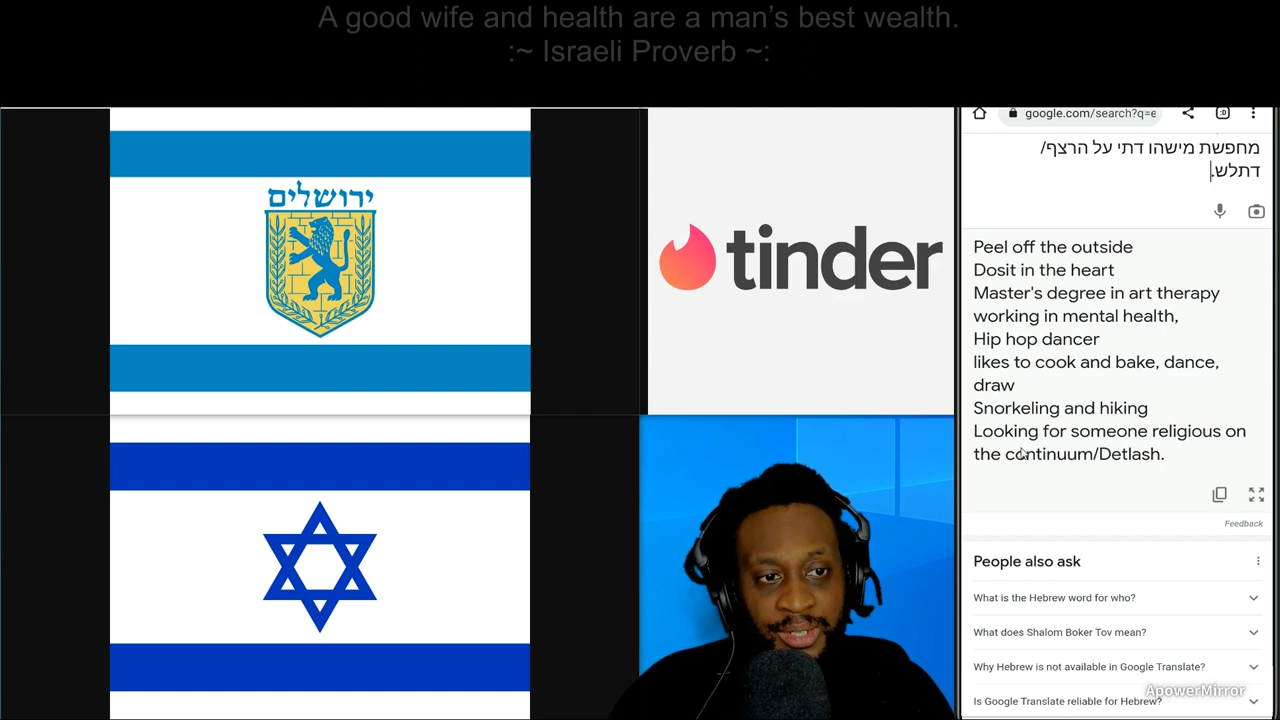 A good wife and health are a man’s best wealth.
:~ Israeli Proverb ~:
ירושלים
tinder
google.com/search?q=e
:D
מחפשת מישהו דתי על הרצף/
דתלש.
Peel off the outside
Dosit in the heart
Master's degree in art therapy
working in mental health,
Hip hop dancer
likes to cook and bake, dance,
draw
Snorkeling and hiking
Looking for someone religious on
the continuum/Detlash.
Feedback
People also ask
What is the Hebrew word for who?
What does Shalom Boker Tov mean?
Why Hebrew is not available in Google Translate?
ApowerMirror
Is Google Translate reliable for Hebrew?